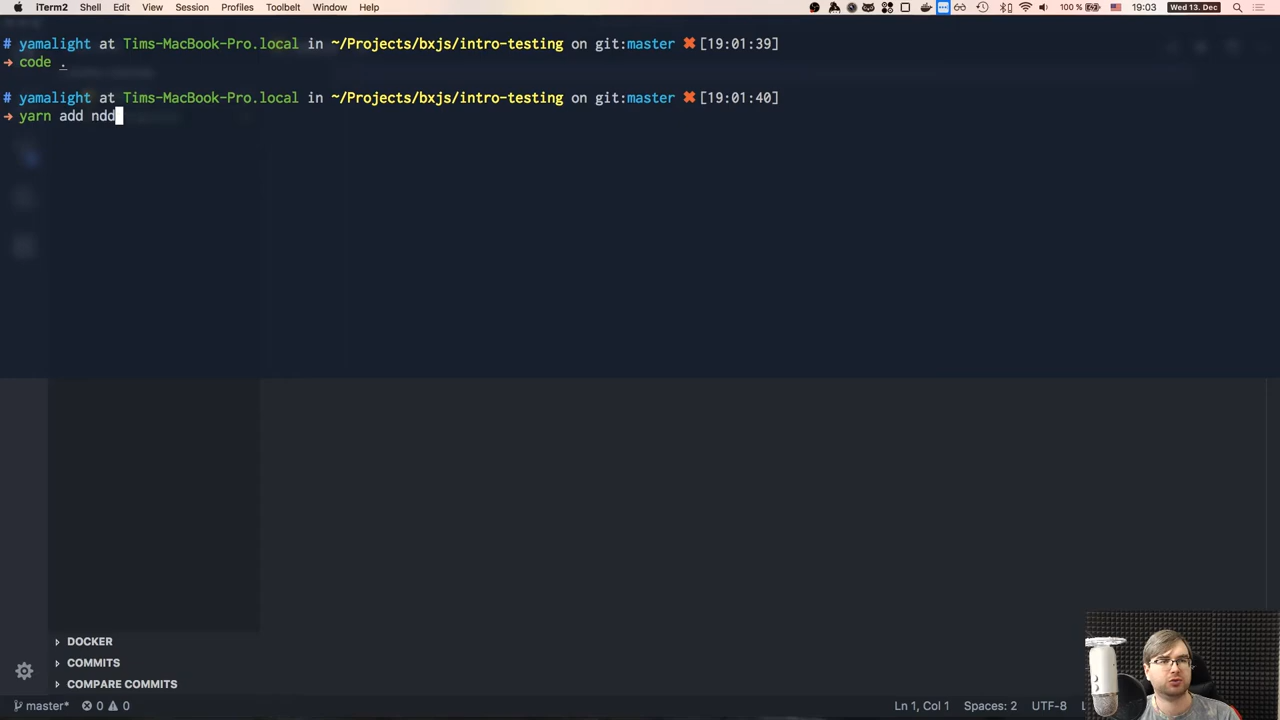 iTerm2 Shell Edit View Session Profiles Toolbelt Window Help 100 % 19:03 Wed 13. Dec
# yamalight at Tims-MacBook-Pro.local in ~/Projects/bxjs/intro-testing on git:master ✖ [19:01:39]
→ code .
# yamalight at Tims-MacBook-Pro.local in ~/Projects/bxjs/intro-testing on git:master ✖ [19:01:40]
→ yarn add ndd
DOCKER
COMMITS
COMPARE COMMITS
master* 0 0 Ln 1, Col 1 Spaces: 2 UTF-8